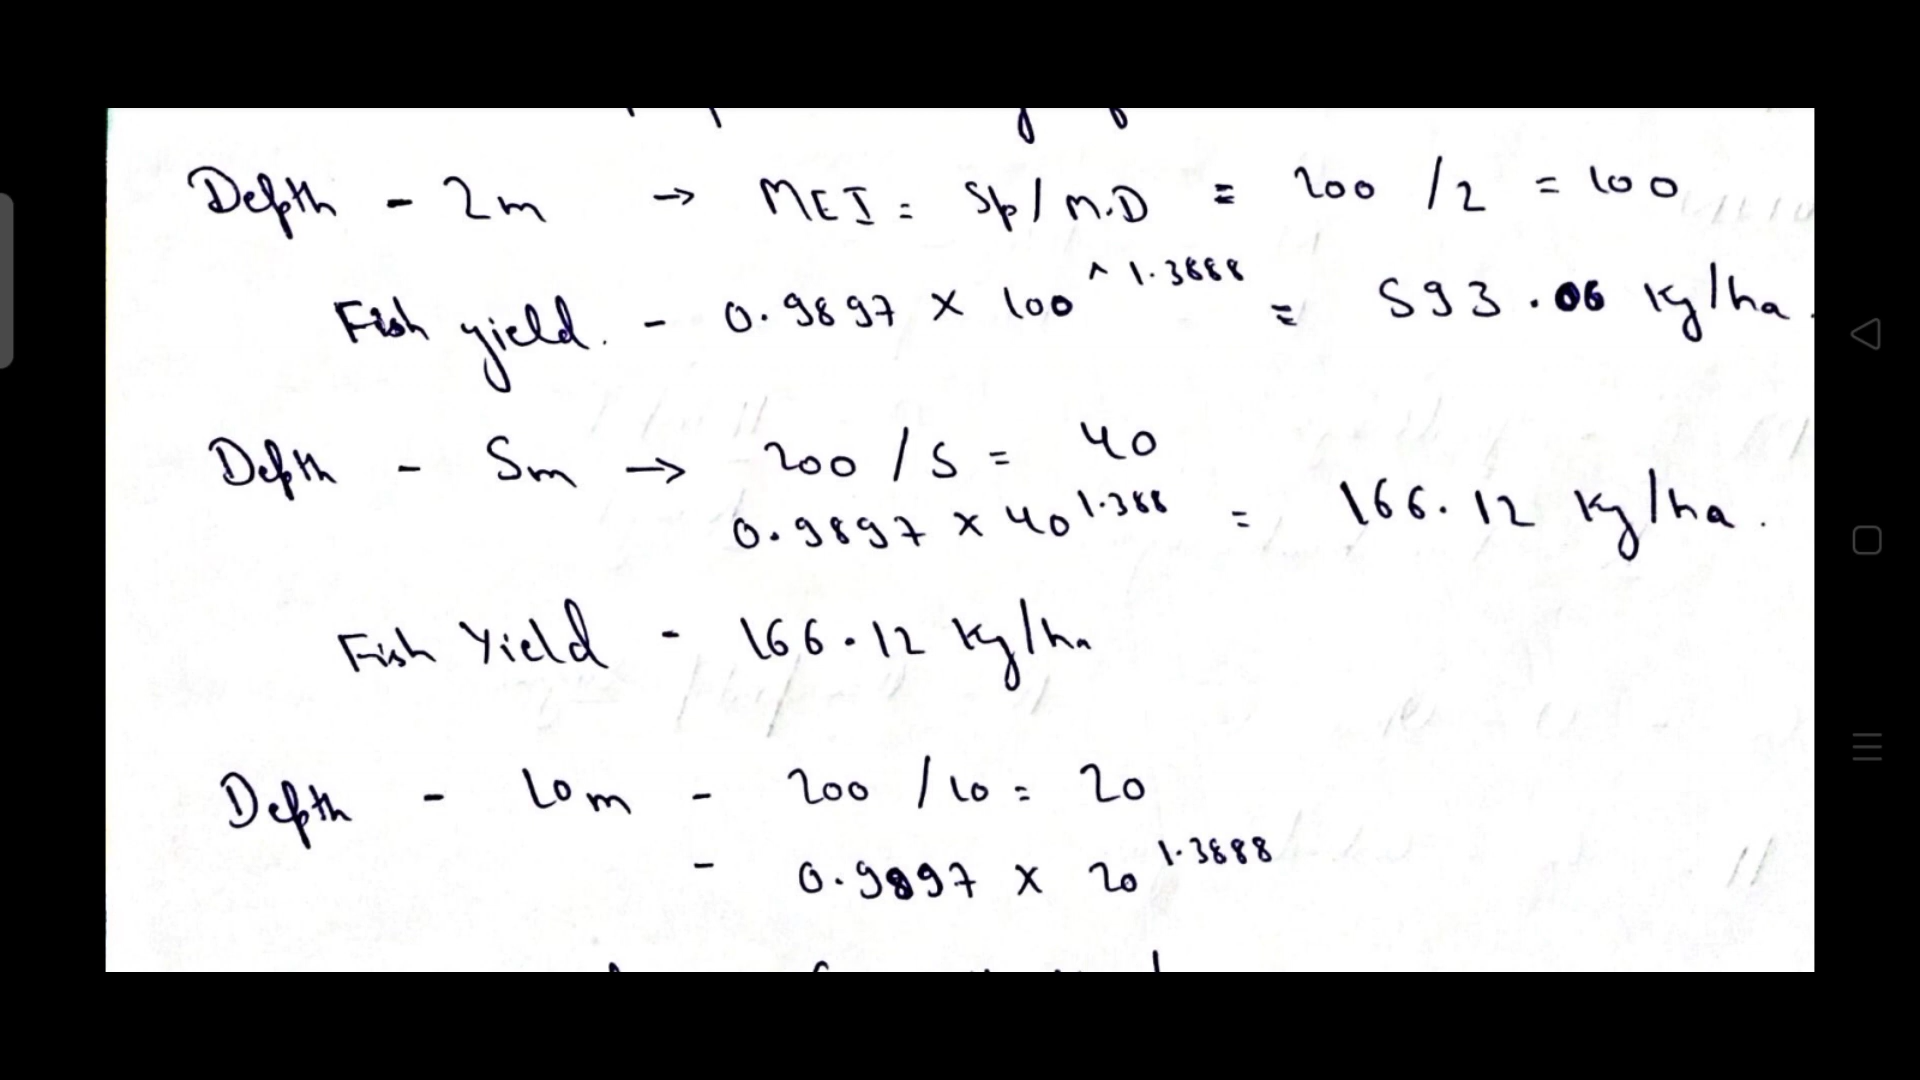 Depth - 2m → MEI = Sp/M.D = 200 / 2 = 100
Fish yield. - 0.9897 × 100^1.3888 = 593.06 kg/ha.
Depth - 5m → 200 / 5 = 40
0.9897 × 40 1.388 = 166.12 kg/ha.
Fish Yield - 166.12 kg/ha
Depth - 10m - 200 / 10 = 20
- 0.9897 × 20 1.3888